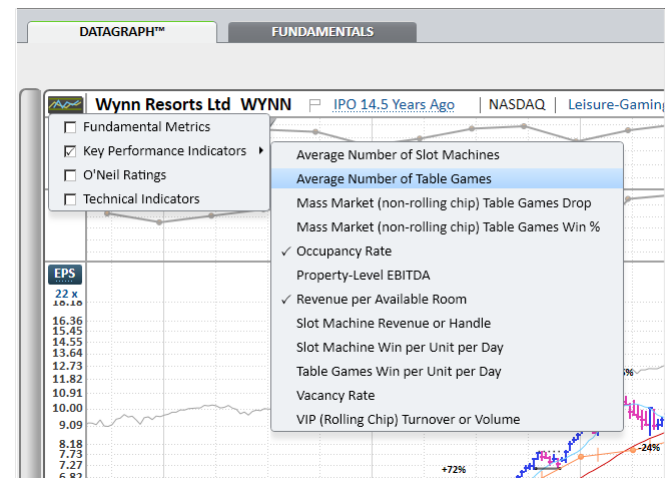 DATAGRAPH™
FUNDAMENTALS
Wynn Resorts Ltd WYNN IPO 14.5 Years Ago | NASDAQ | Leisure-Gaming
Fundamental Metrics
Key Performance Indicators
O'Neil Ratings
Technical Indicators
Average Number of Slot Machines
Average Number of Table Games
Mass Market (non-rolling chip) Table Games Drop
Mass Market (non-rolling chip) Table Games Win %
Occupancy Rate
Property-Level EBITDA
Revenue per Available Room
Slot Machine Revenue or Handle
Slot Machine Win per Unit per Day
Table Games Win per Unit per Day
Vacancy Rate
VIP (Rolling Chip) Turnover or Volume
EPS
22 x
18.18
16.36
15.45
14.55
13.64
12.73
11.82
10.91
10.00
9.09
8.18
7.73
7.27
6.82
+72%
-24%